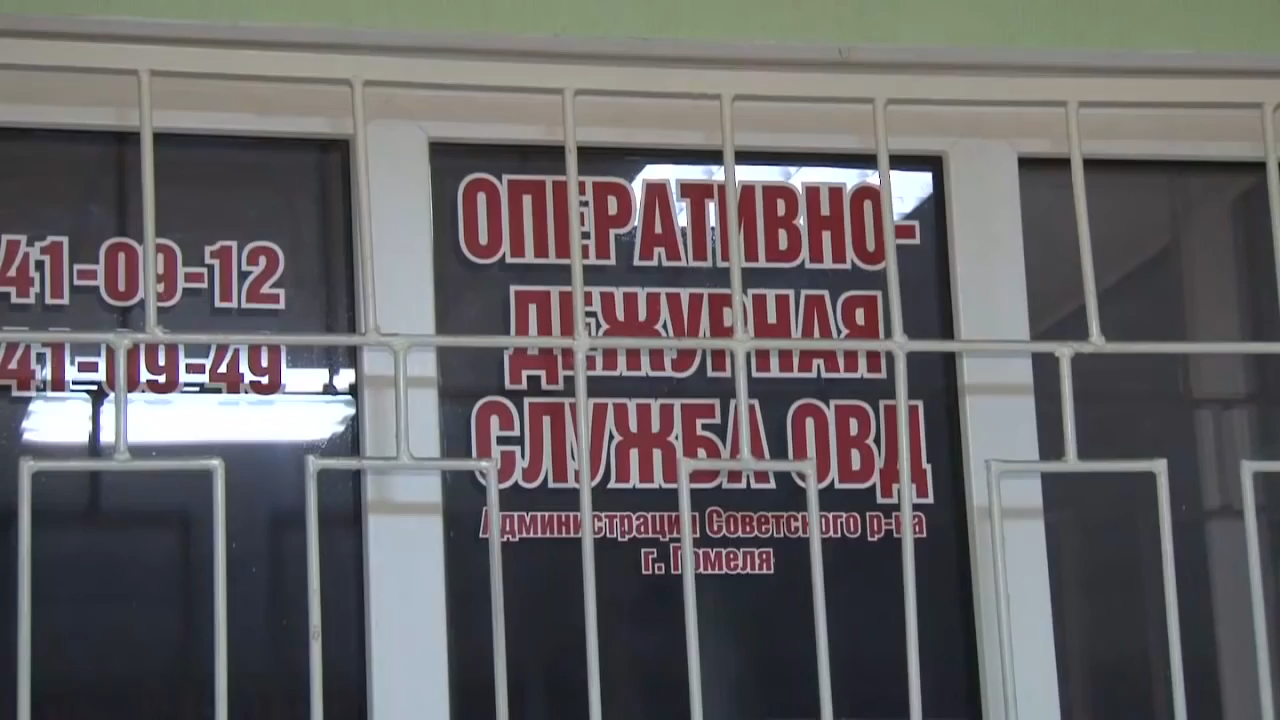 41-09-12
41-09-49
ОПЕРАТИВНО-
ДЕЖУРНАЯ
СЛУЖБА ОВД
Администрации Советского р-на
г. Гомеля